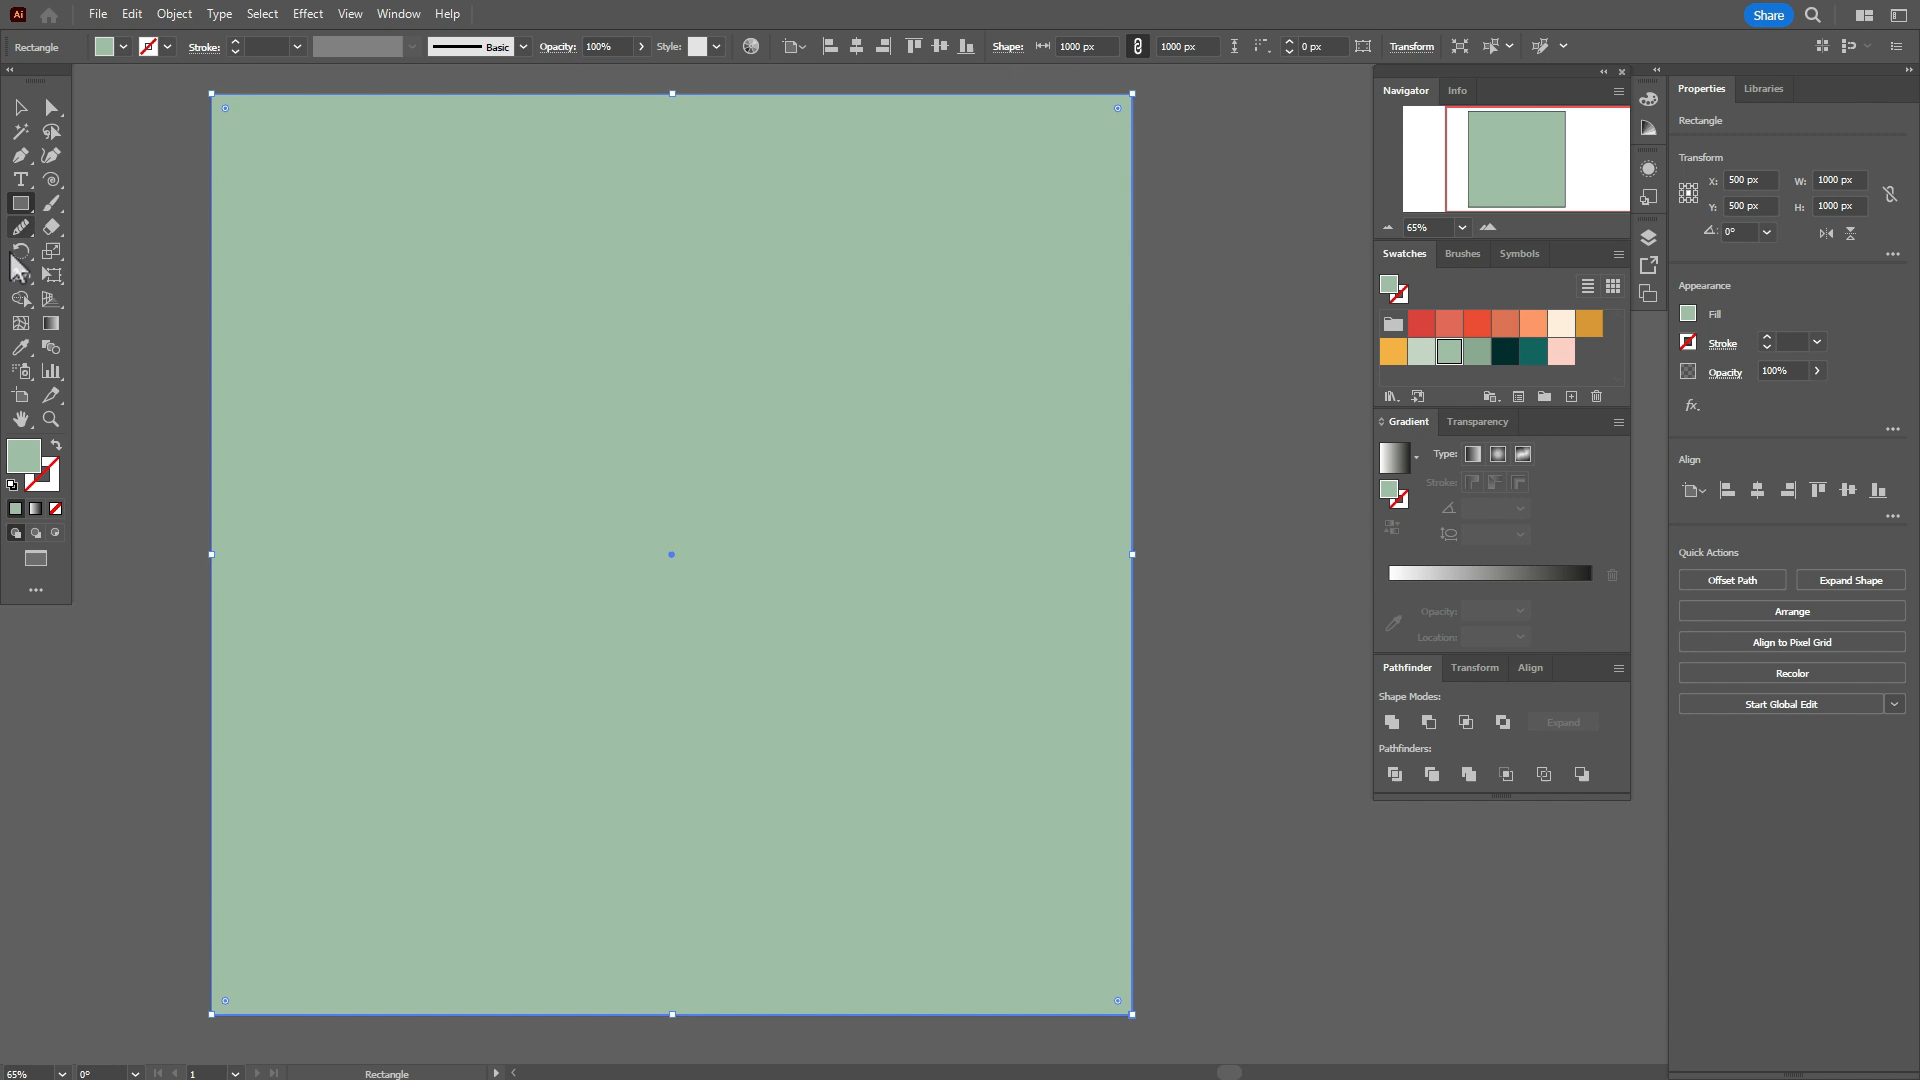 Ai File Edit Object Type Select Effect View Window Help Share
Rectangle Stroke: Basic Opacity: 100% Style: Shape: 1000 px 1000 px 0 px Transform
Navigator Info
65%
Swatches Brushes Symbols
Gradient Transparency
Type:
Stroke:
Opacity:
Location:
Pathfinder Transform Align
Shape Modes:
Expand
Pathfinders:
Properties Libraries
Rectangle
Transform
X: 500 px W: 1000 px
Y: 500 px H: 1000 px
0°
Appearance
Fill
Stroke
Opacity 100%
fx.
Align
Quick Actions
Offset Path Expand Shape
Arrange
Align to Pixel Grid
Recolor
Start Global Edit
65% 0° 1 Rectangle